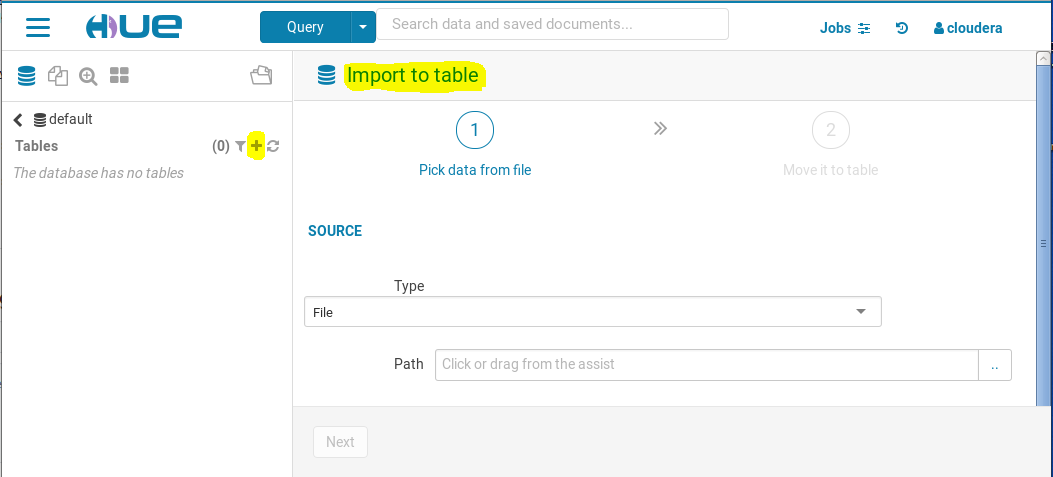 HUE Query Search data and saved documents... Jobs cloudera
Import to table
default
Tables (0)
The database has no tables
1 2
Pick data from file Move it to table
SOURCE
Type
File
Path Click or drag from the assist ..
Next